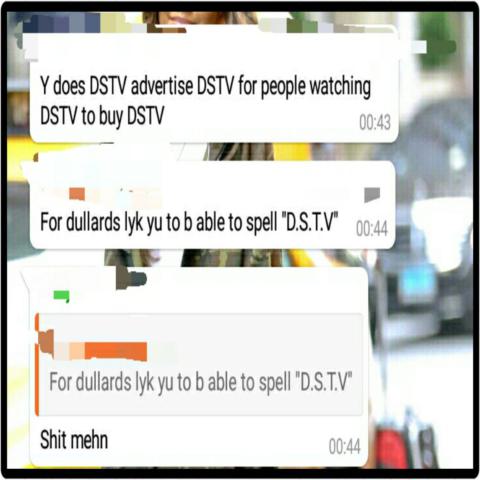 Y does DSTV advertise DSTV for people watching
DSTV to buy DSTV
00:43
For dullards lyk yu to b able to spell "D.S.T.V"
00:44
For dullards lyk yu to b able to spell "D.S.T.V"
Shit mehn
00:44